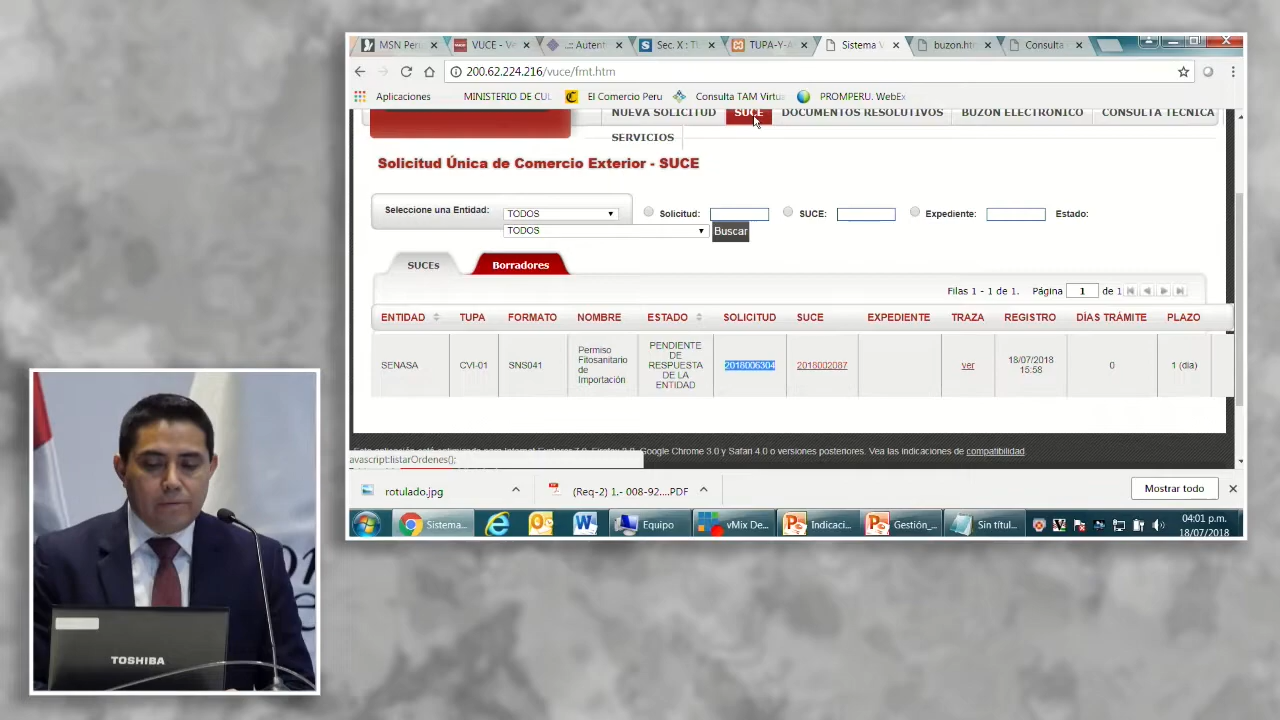 MSN Per
VUCE - V
..:: Autent
Sec. X : T
TUPA-Y-
Sistema V
buzon.ht
Consulta
200.62.224.216/vuce/fmt.htm
Aplicaciones
MINISTERIO DE CUL
El Comercio Peru
Consulta TAM Virtua
PROMPERU. WebEx
NUEVA SOLICITUD
SUCE
DOCUMENTOS RESOLUTIVOS
BUZON ELECTRONICO
CONSULTA TECNICA
SERVICIOS
Solicitud Única de Comercio Exterior - SUCE
Seleccione una Entidad: TODOS Solicitud: SUCE: Expediente: Estado:
TODOS Buscar
SUCEs Borradores
Filas 1 - 1 de 1. Página 1 de 1
ENTIDAD TUPA FORMATO NOMBRE ESTADO SOLICITUD SUCE EXPEDIENTE TRAZA REGISTRO DÍAS TRÁMITE PLAZO
SENASA
CVI-01
SNS041
Permiso
Fitosanitario
de
Importación
PENDIENTE
DE
RESPUESTA
DE LA
ENTIDAD
2018006304
2018002087
ver
18/07/2018
15:58
0
1 (dia)
Google Chrome 3.0 y Safari 4.0 o versiones posteriores. Vea las indicaciones de compatibilidad.
avascript:listarOrdenes();
rotulado.jpg
(Req-2) 1.- 008-92....PDF
Mostrar todo
Sistema...
Equipo
vMix De...
Indicaci...
Gestión_...
Sin títul...
04:01 p.m.
18/07/2018
TOSHIBA